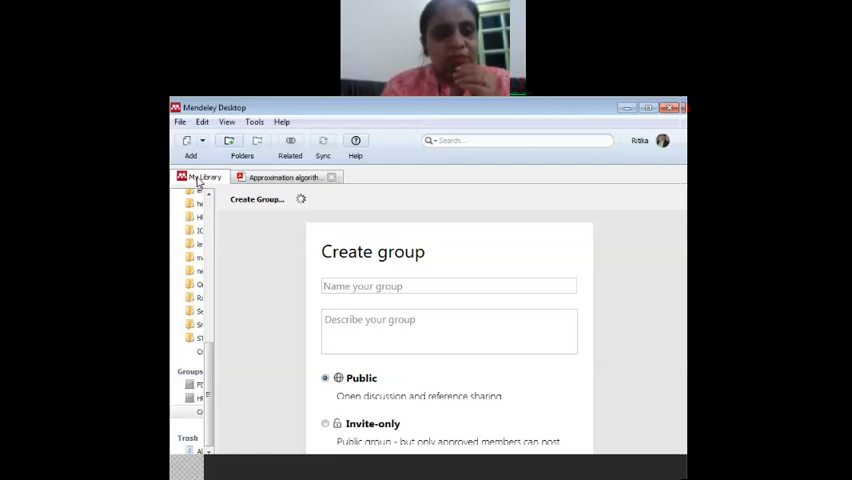 Mendeley Desktop
File Edit View Tools Help
Search...
Ritika
Add Folders Related Sync Help
My Library
Approximation algorith...
Create Group...
Create group
Name your group
Describe your group
Public
Open discussion and reference sharing
Invite-only
Public group - but only approved members can post
Groups
Trash